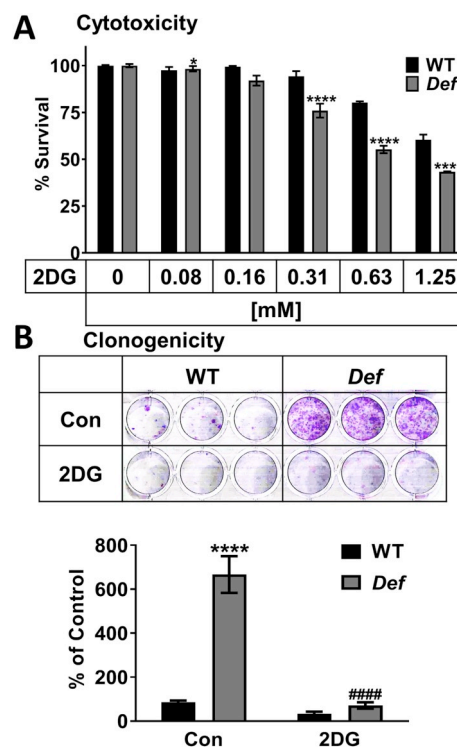 A Cytotoxicity
WT
Def
% Survival
100
75
50
25
0
*
****
****
***
2DG 0 0.08 0.16 0.31 0.63 1.25
[mM]
B Clonogenicity
WT Def
Con
2DG
% of Control
800
600
400
200
0
****
####
WT
Def
Con 2DG